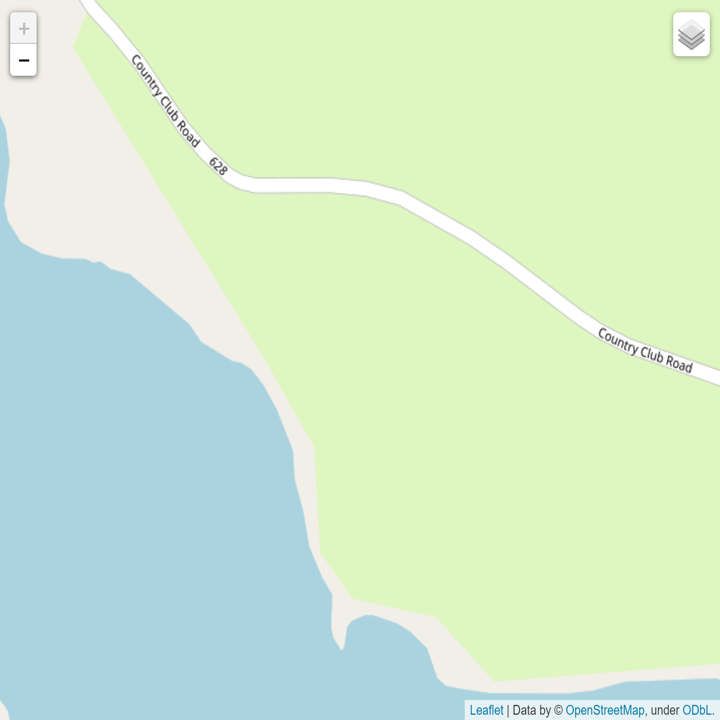 +
−
Country Club Road
628
Country Club Road
Leaflet | Data by © OpenStreetMap, under ODbL.